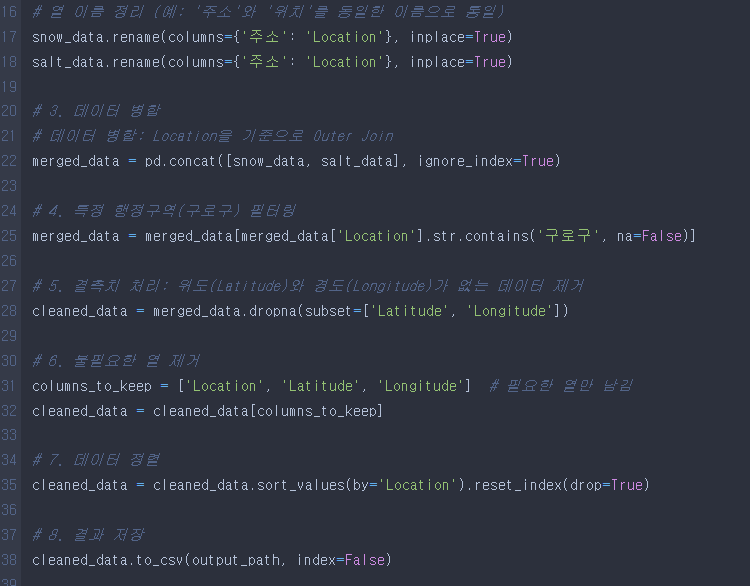 16 # 열 이름 정리 (예: '주소'와 '위치'를 동일한 이름으로 통일)
17 snow_data.rename(columns={'주소': 'Location'}, inplace=True)
18 salt_data.rename(columns={'주소': 'Location'}, inplace=True)
19
20 # 3. 데이터 병합
21 # 데이터 병합: Location을 기준으로 Outer Join
22 merged_data = pd.concat([snow_data, salt_data], ignore_index=True)
23
24 # 4. 특정 행정구역(구로구) 필터링
25 merged_data = merged_data[merged_data['Location'].str.contains('구로구', na=False)]
26
27 # 5. 결측치 처리: 위도(Latitude)와 경도(Longitude)가 없는 데이터 제거
28 cleaned_data = merged_data.dropna(subset=['Latitude', 'Longitude'])
29
30 # 6. 불필요한 열 제거
31 columns_to_keep = ['Location', 'Latitude', 'Longitude']  # 필요한 열만 남김
32 cleaned_data = cleaned_data[columns_to_keep]
33
34 # 7. 데이터 정렬
35 cleaned_data = cleaned_data.sort_values(by='Location').reset_index(drop=True)
36
37 # 8. 결과 저장
38 cleaned_data.to_csv(output_path, index=False)
39